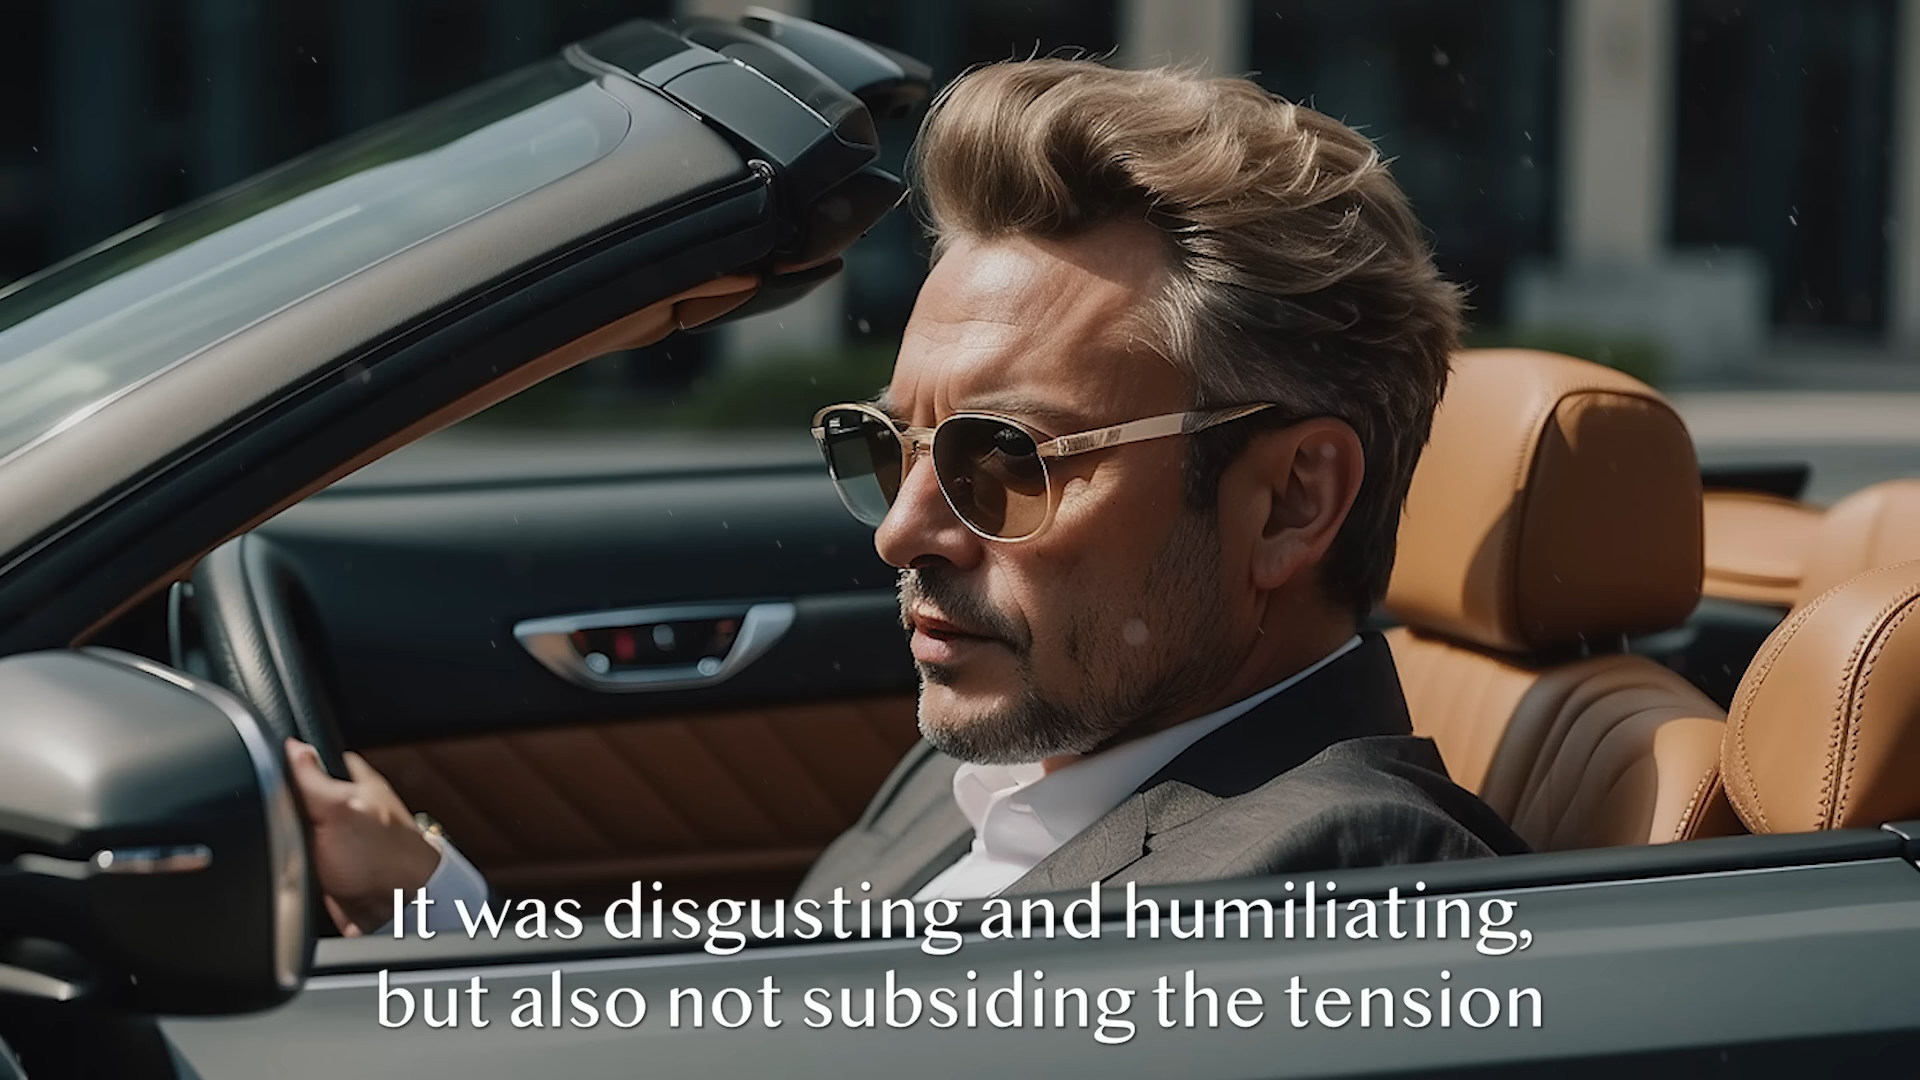 It was disgusting and humiliating,
but also not subsiding the tension